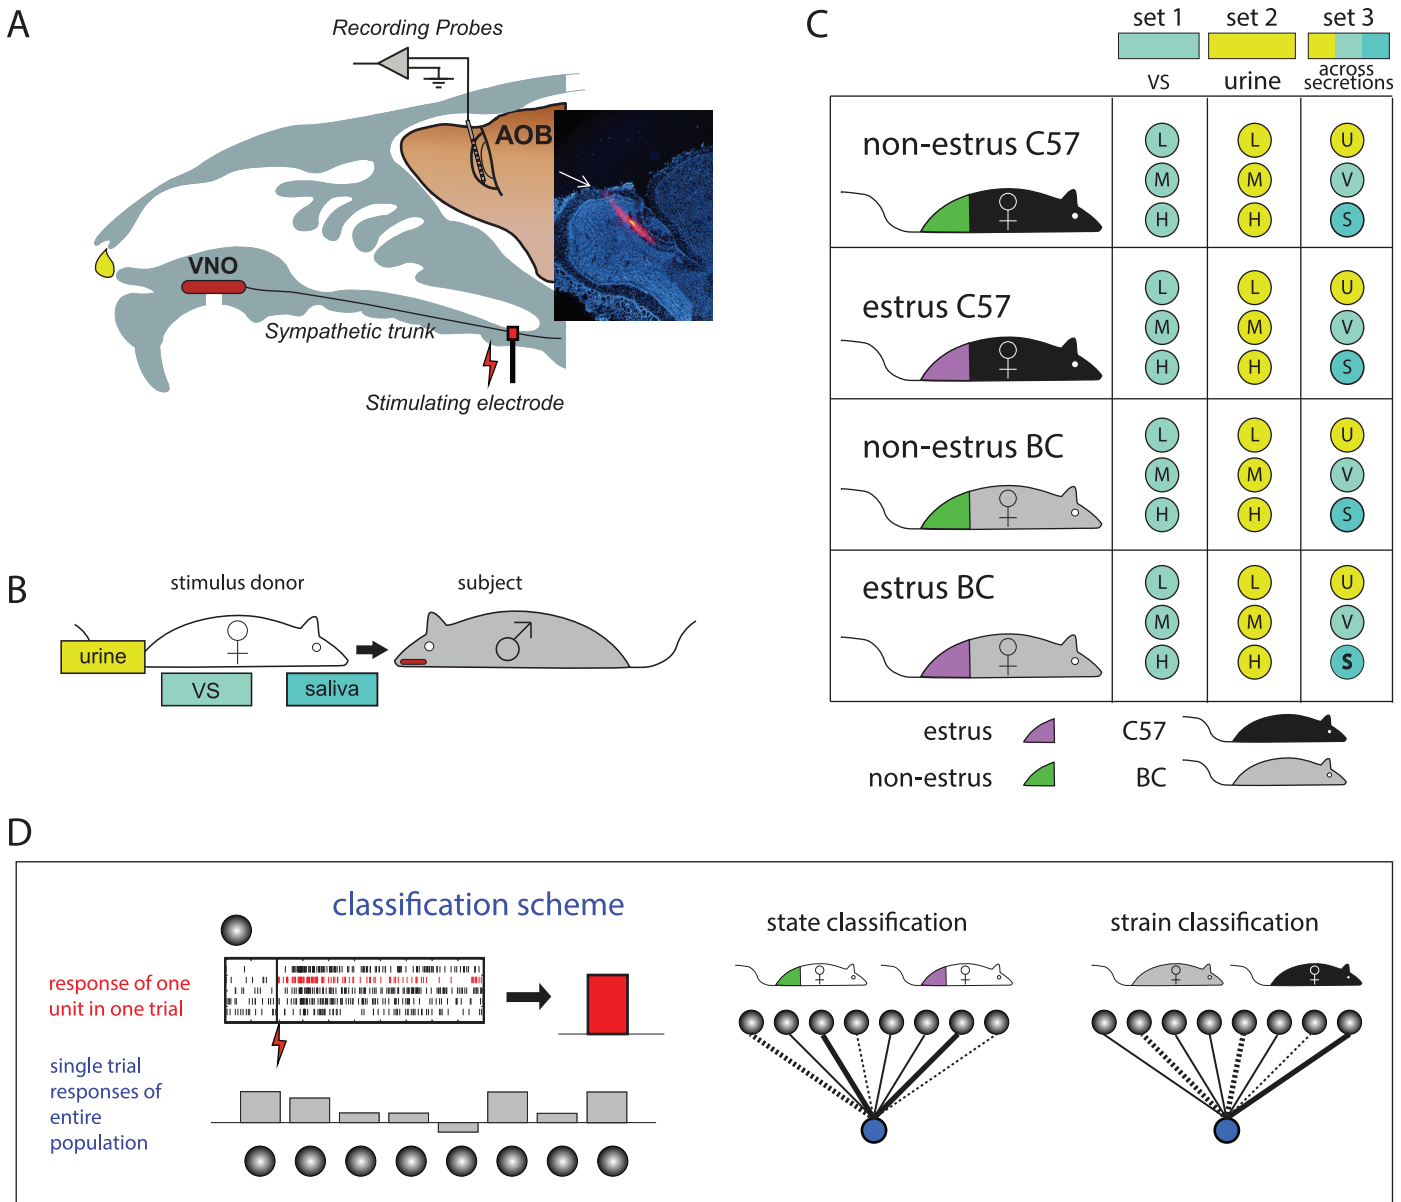 A
Recording Probes
AOB
VNO
Sympathetic trunk
Stimulating electrode
B
stimulus donor
subject
urine
VS
saliva
C
set 1
set 2
set 3
VS
urine
across
secretions
non-estrus C57
L
L
U
M
M
V
H
H
S
estrus C57
L
L
U
M
M
V
H
H
S
non-estrus BC
L
L
U
M
M
V
H
H
S
estrus BC
L
L
U
M
M
V
H
H
S
estrus
C57
non-estrus
BC
D
classification scheme
response of one
unit in one trial
single trial
responses of
entire
population
state classification
strain classification